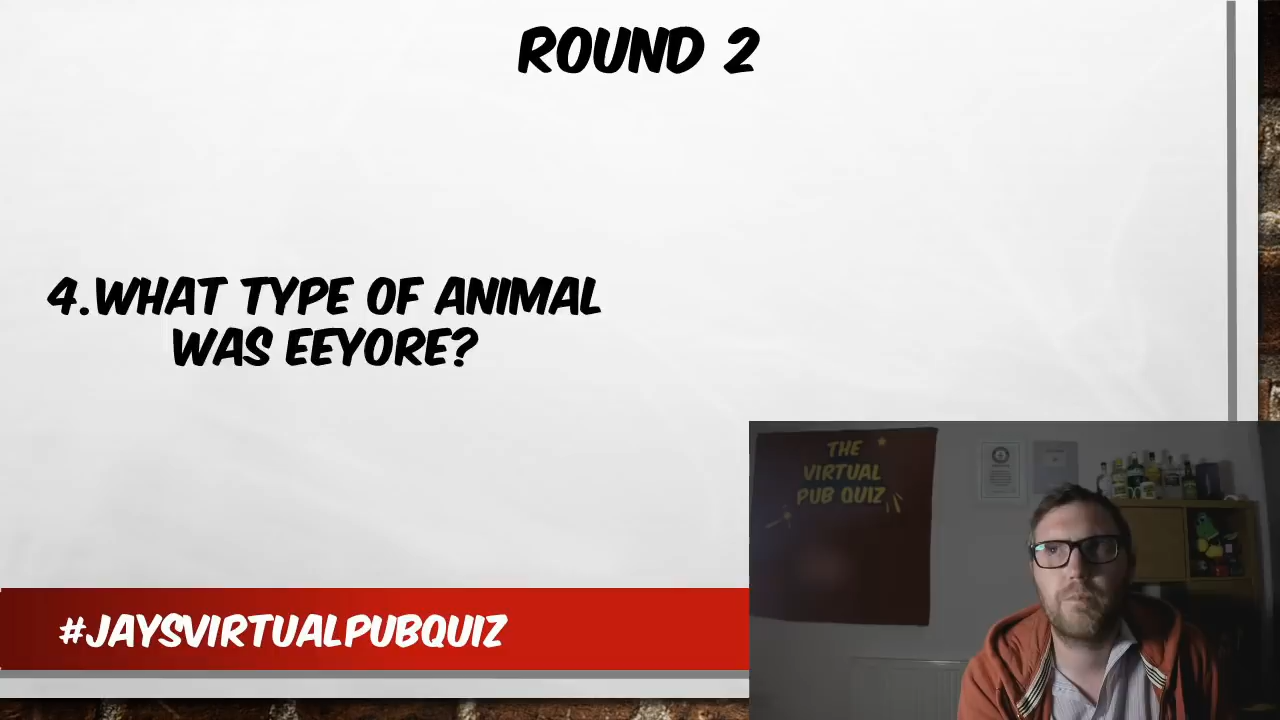 ROUND 2
4.WHAT TYPE OF ANIMAL
WAS EEYORE?
#JAYSVIRTUALPUBQUIZ
THE
VIRTUAL
PUB QUIZ